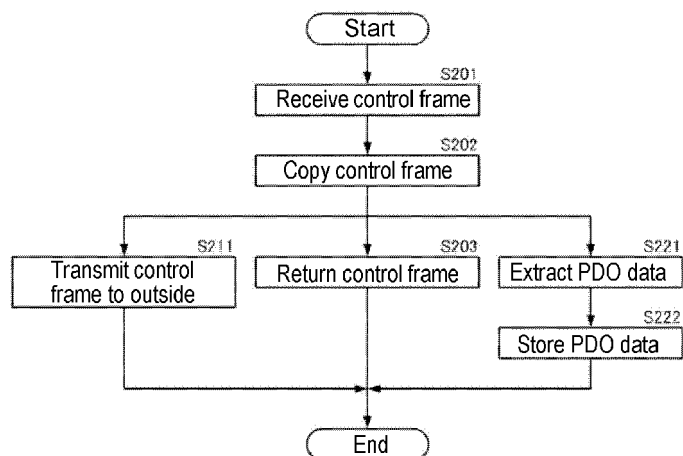 Start
S201
Receive control frame
S202
Copy control frame
S211
Transmit control
frame to outside
S203
Return control frame
S221
Extract PDO data
S222
Store PDO data
End